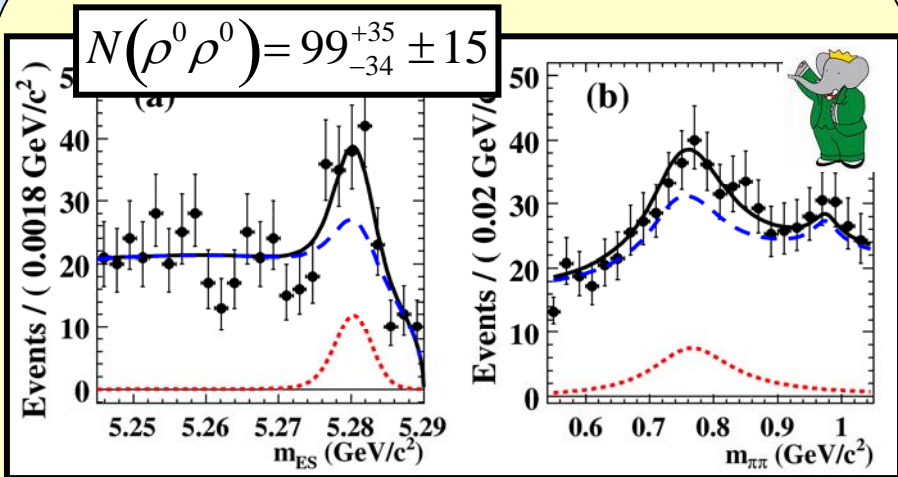 N(ρ⁰ρ⁰) = 99 +35 −34 ± 15
(a)
Events / ( 0.0018 GeV/c² )
40
30
20
10
0
5.25 5.26 5.27 5.28 5.29
m_ES (GeV/c²)
(b)
Events / ( 0.02 GeV/c
50
40
30
20
10
0
0.6 0.7 0.8 0.9 1
m_ππ (GeV/c²)